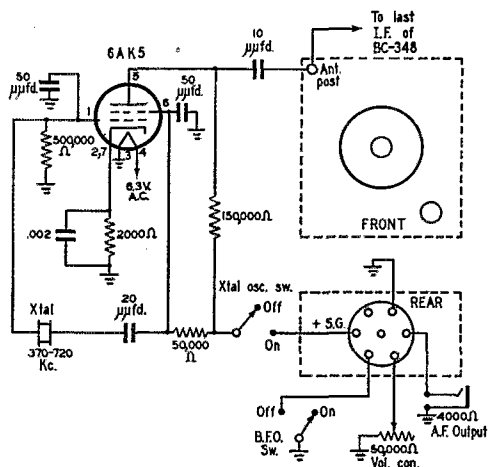 10
μμfd.
To last
I.F. of
BC-348
6AK5
Ant.
post
50
μμfd.
5
1
6
50
μμfd.
500,000
Ω
2,7
3
4
6.3 V.
A.C.
150,000Ω
FRONT
.002
2000Ω
Xtal
370-720
Kc.
20
μμfd.
50,000
Ω
Xtal osc. sw.
Off
On
+ S.G.
REAR
Off
On
B.F.O.
Sw.
50,000Ω
Vol. con.
4000Ω
A.F. Output